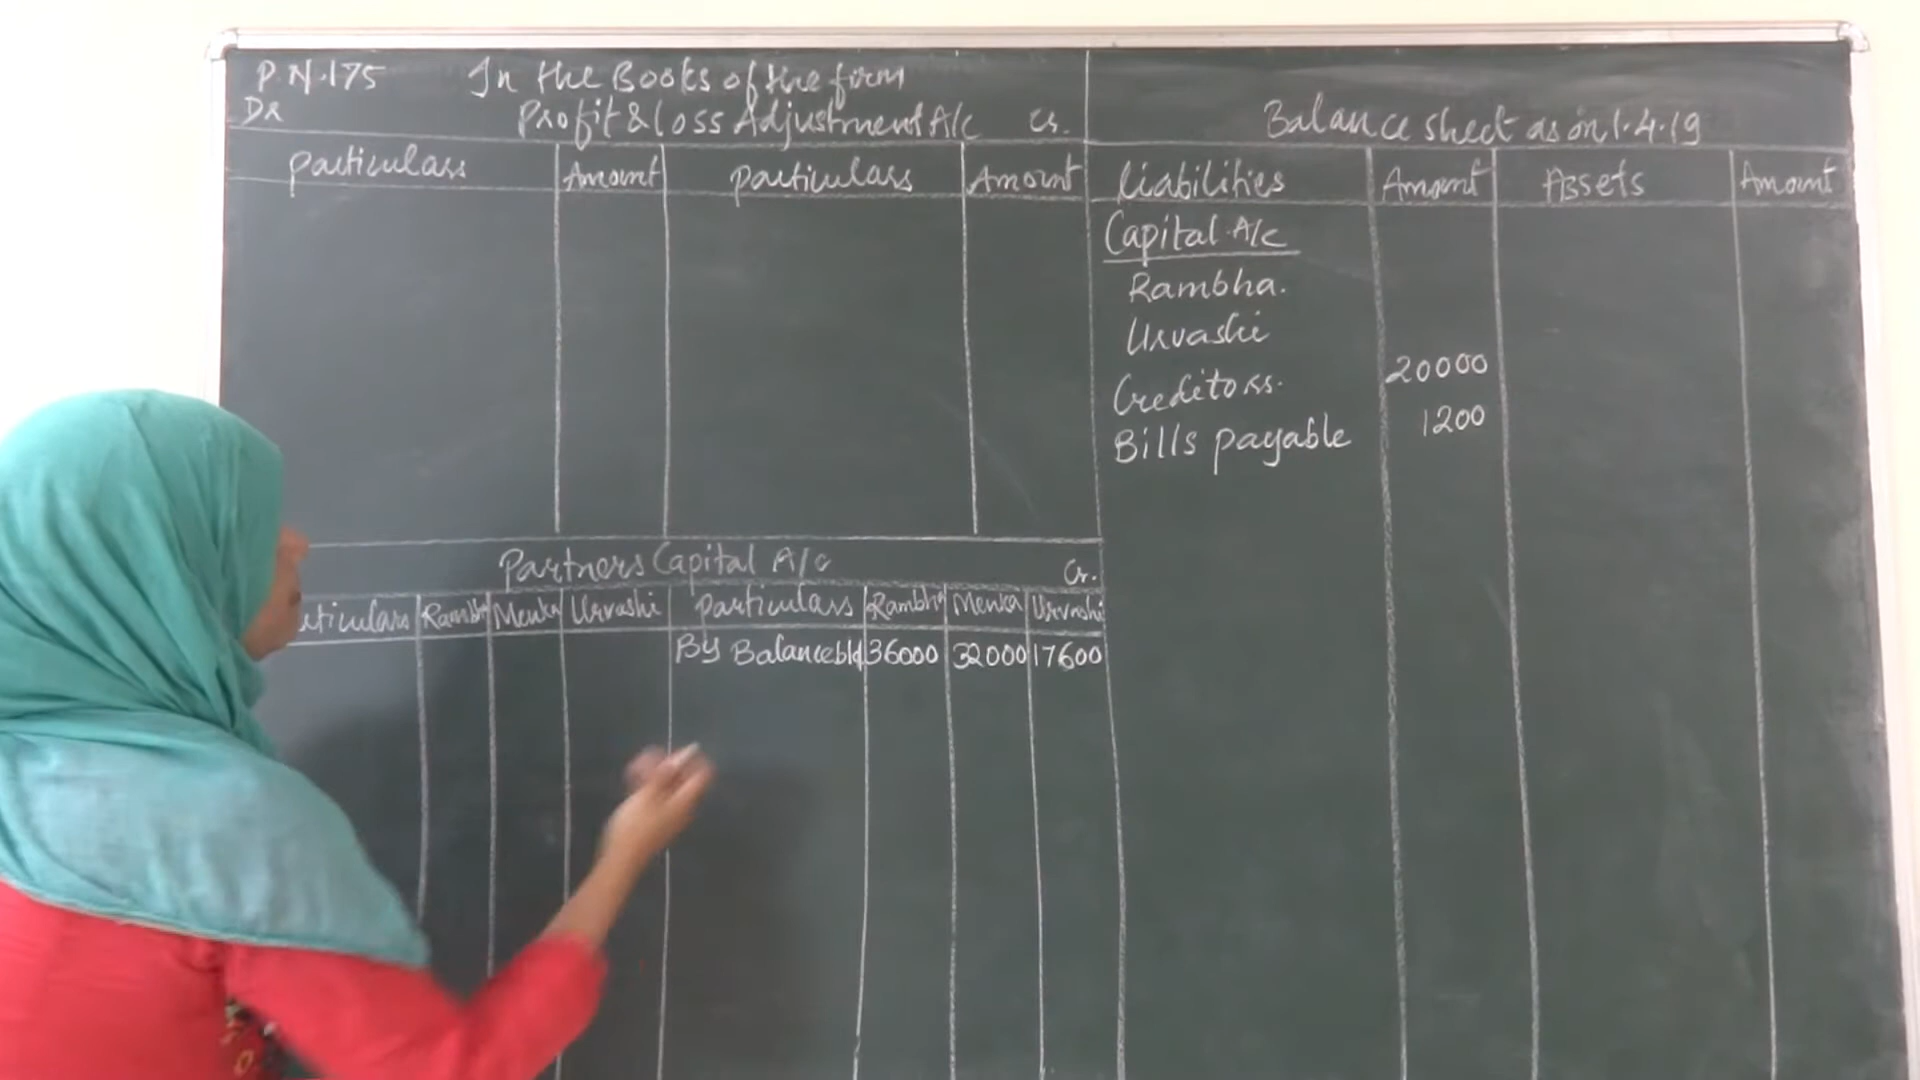 P.N.175 In the Books of the firm
Dr Profit & Loss Adjustment A/c Cr.
Particulars Amount Particulars Amount
Partners Capital A/c Cr.
ticulars Rambh Menka Urvashi Particulars Rambha Menka Urvashi
By Balance b/d 36000 32000 17600
Balance sheet as on 1.4.19
Liabilities Amount Assets Amount
Capital A/c
Rambha.
Urvashi
Creditors. 20000
Bills payable 1200